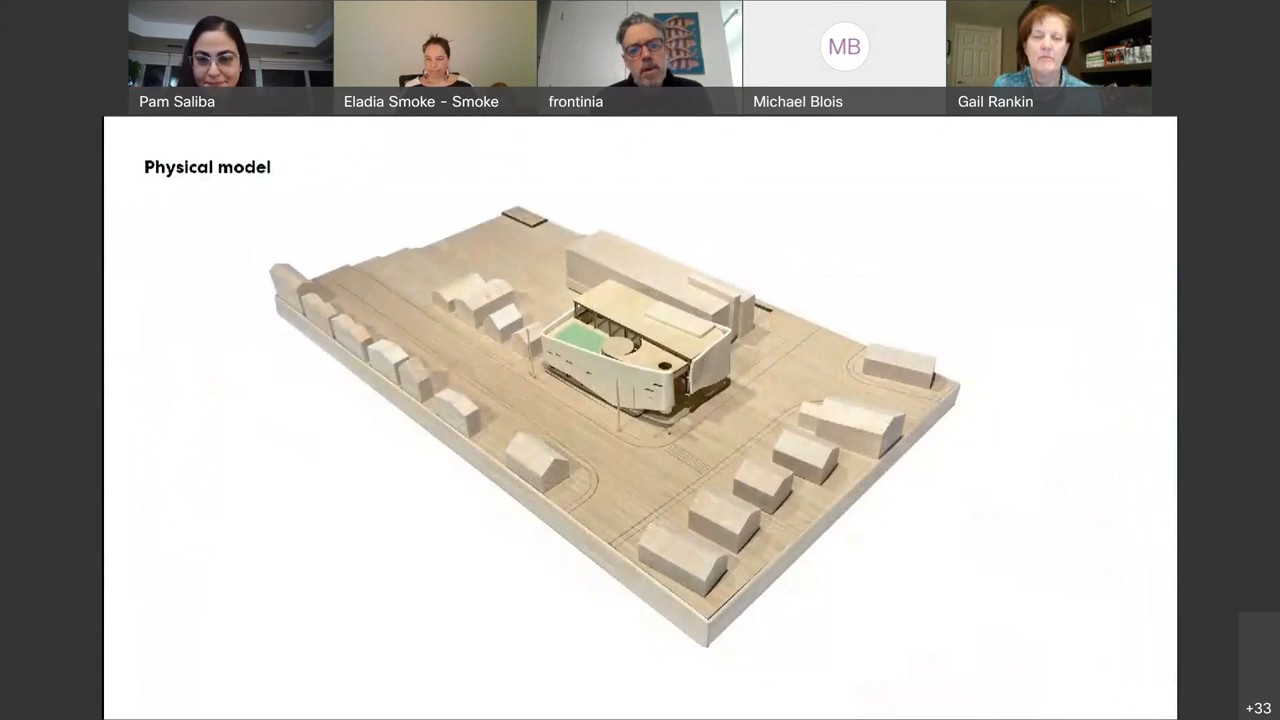 Pam Saliba
Eladia Smoke - Smoke
frontinia
MB
Michael Blois
Gail Rankin
Physical model
+33